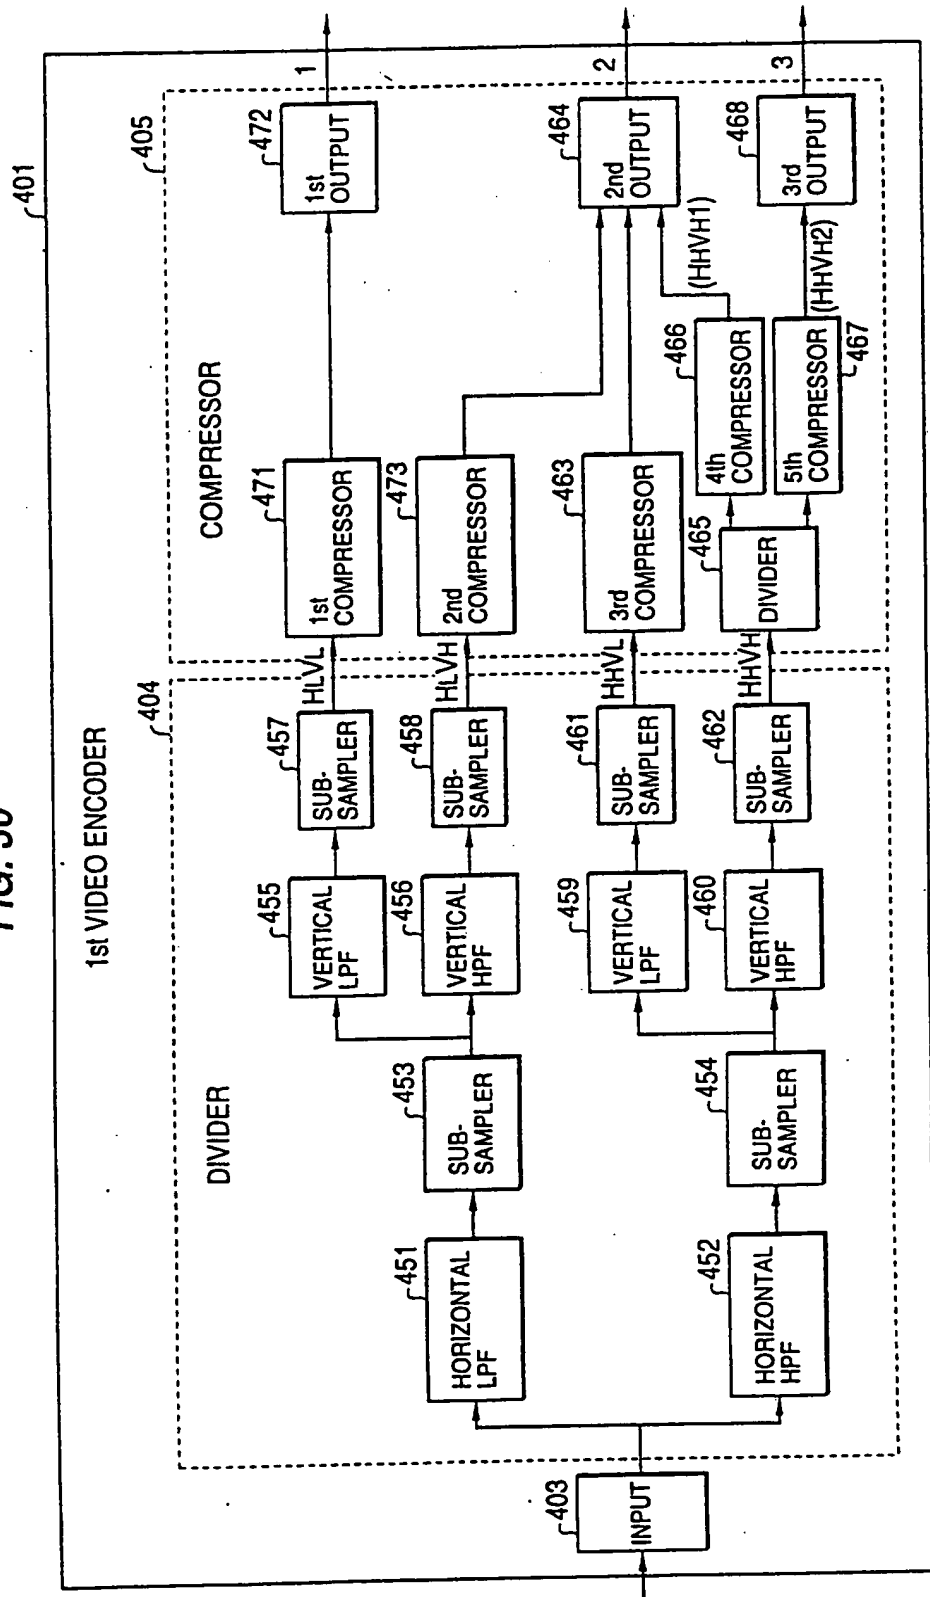 FIG. 30
1st VIDEO ENCODER
401
404
405
DIVIDER
COMPRESSOR
403
INPUT
451
HORIZONTAL
LPF
453
SUB-
SAMPLER
455
VERTICAL
LPF
457
SUB-
SAMPLER
HLVL
471
1st
COMPRESSOR
472
1st
OUTPUT
1
456
VERTICAL
HPF
458
SUB-
SAMPLER
HLVH
473
2nd
COMPRESSOR
464
2nd
OUTPUT
2
452
HORIZONTAL
HPF
454
SUB-
SAMPLER
459
VERTICAL
LPF
461
SUB-
SAMPLER
HHVL
463
3rd
COMPRESSOR
460
VERTICAL
HPF
462
SUB-
SAMPLER
HHVH
465
DIVIDER
466
4th
COMPRESSOR
(HHVH1)
467
5th
COMPRESSOR
(HHVH2)
468
3rd
OUTPUT
3